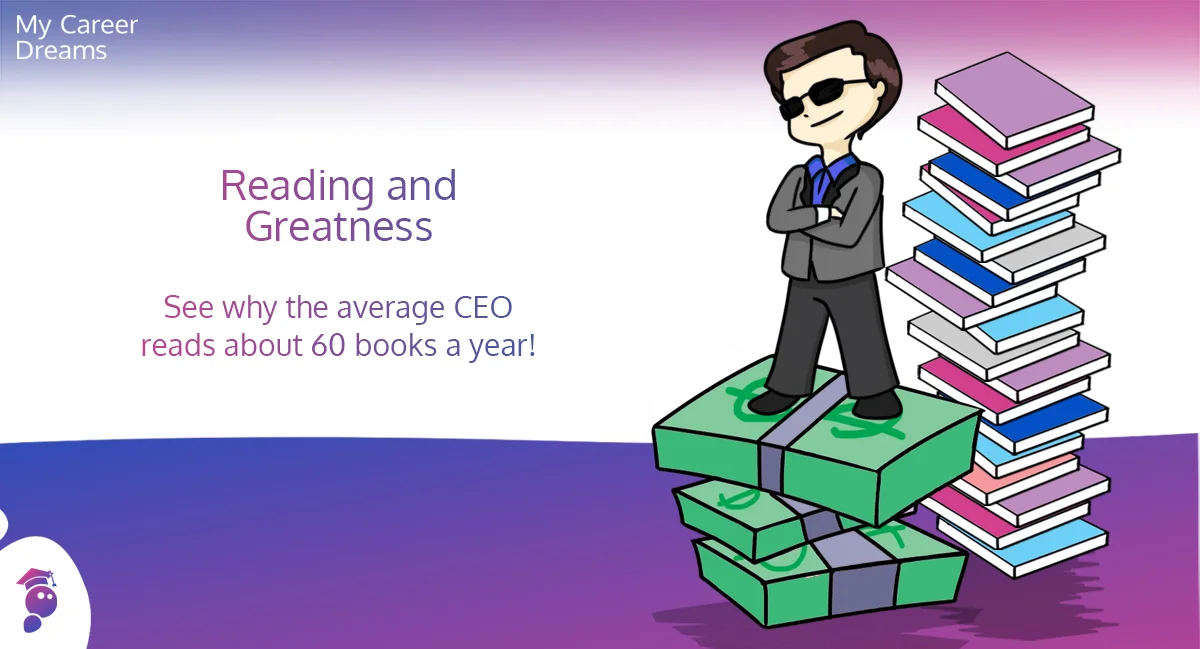 My Career
Dreams
Reading and
Greatness
See why the average CEO
reads about 60 books a year!